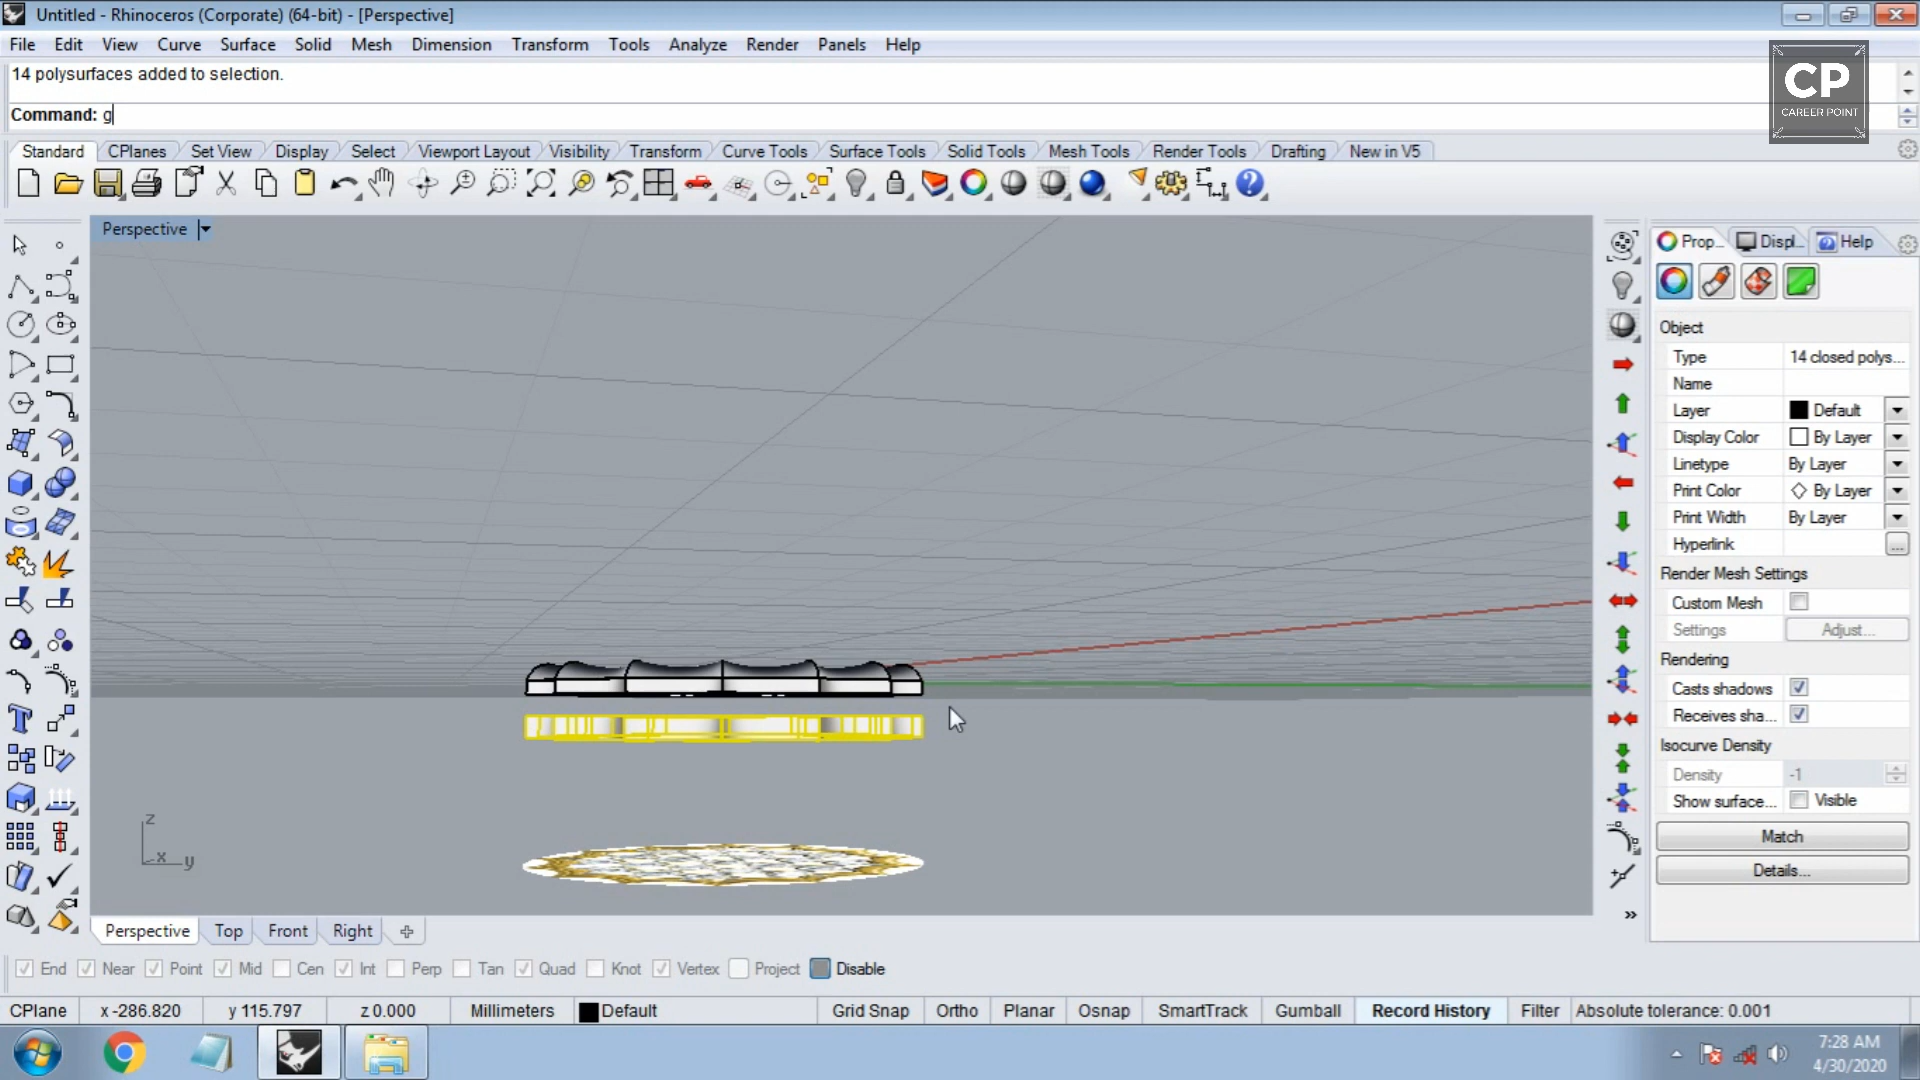 Untitled - Rhinoceros (Corporate) (64-bit) - [Perspective]
File Edit View Curve Surface Solid Mesh Dimension Transform Tools Analyze Render Panels Help
14 polysurfaces added to selection.
Command: g
CP
CAREER POINT
Standard CPlanes Set View Display Select Viewport Layout Visibility Transform Curve Tools Surface Tools Solid Tools Mesh Tools Render Tools Drafting New in V5
Perspective
Prop... Displ... Help
Object
Type 14 closed polys...
Name
Layer Default
Display Color By Layer
Linetype By Layer
Print Color By Layer
Print Width By Layer
Hyperlink ...
Render Mesh Settings
Custom Mesh
Settings Adjust...
Rendering
Casts shadows
Receives sha...
Isocurve Density
Density -1
Show surface... Visible
Match
Details...
z
x y
Perspective Top Front Right
End Near Point Mid Cen Int Perp Tan Quad Knot Vertex Project Disable
CPlane x -286.820 y 115.797 z 0.000 Millimeters Default Grid Snap Ortho Planar Osnap SmartTrack Gumball Record History Filter Absolute tolerance: 0.001
7:28 AM
4/30/2020